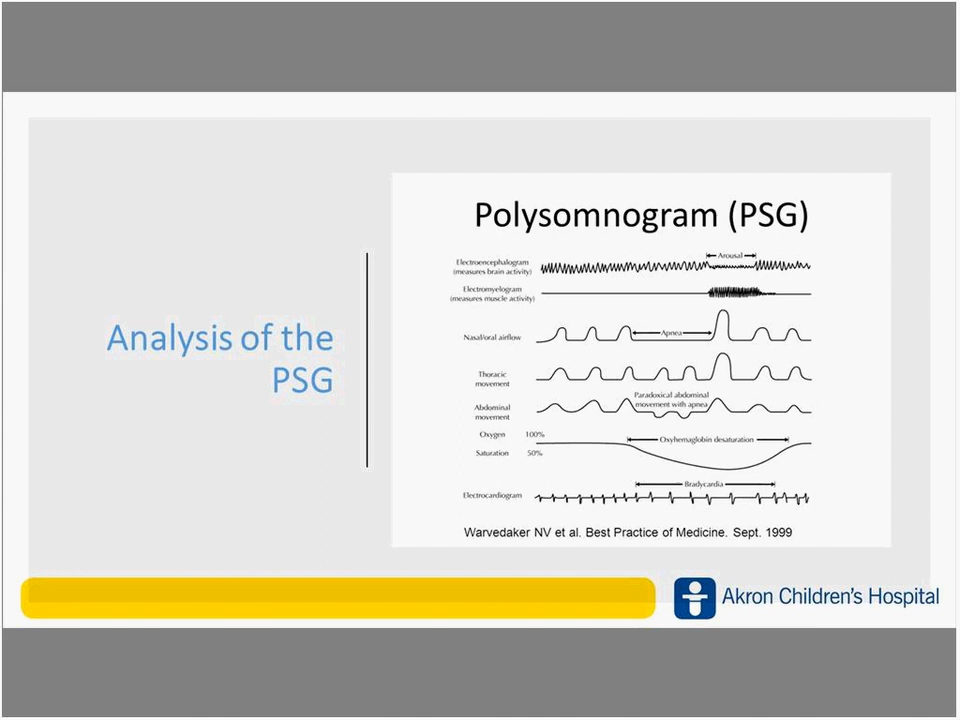 Analysis of the
PSG
Polysomnogram (PSG)
Arousal
Electroencephalogram
(measures brain activity)
Electromyelogram
(measures muscle activity)
Nasal/oral airflow
Apnea
Thoracic
movement
Paradoxical abdominal
movement with apnea
Abdominal
movement
Oxygen 100%
Oxyhemaglobin desaturation
Saturation 50%
Bradycardia
Electrocardiogram
Warvedaker NV et al. Best Practice of Medicine. Sept. 1999
Akron Children's Hospital